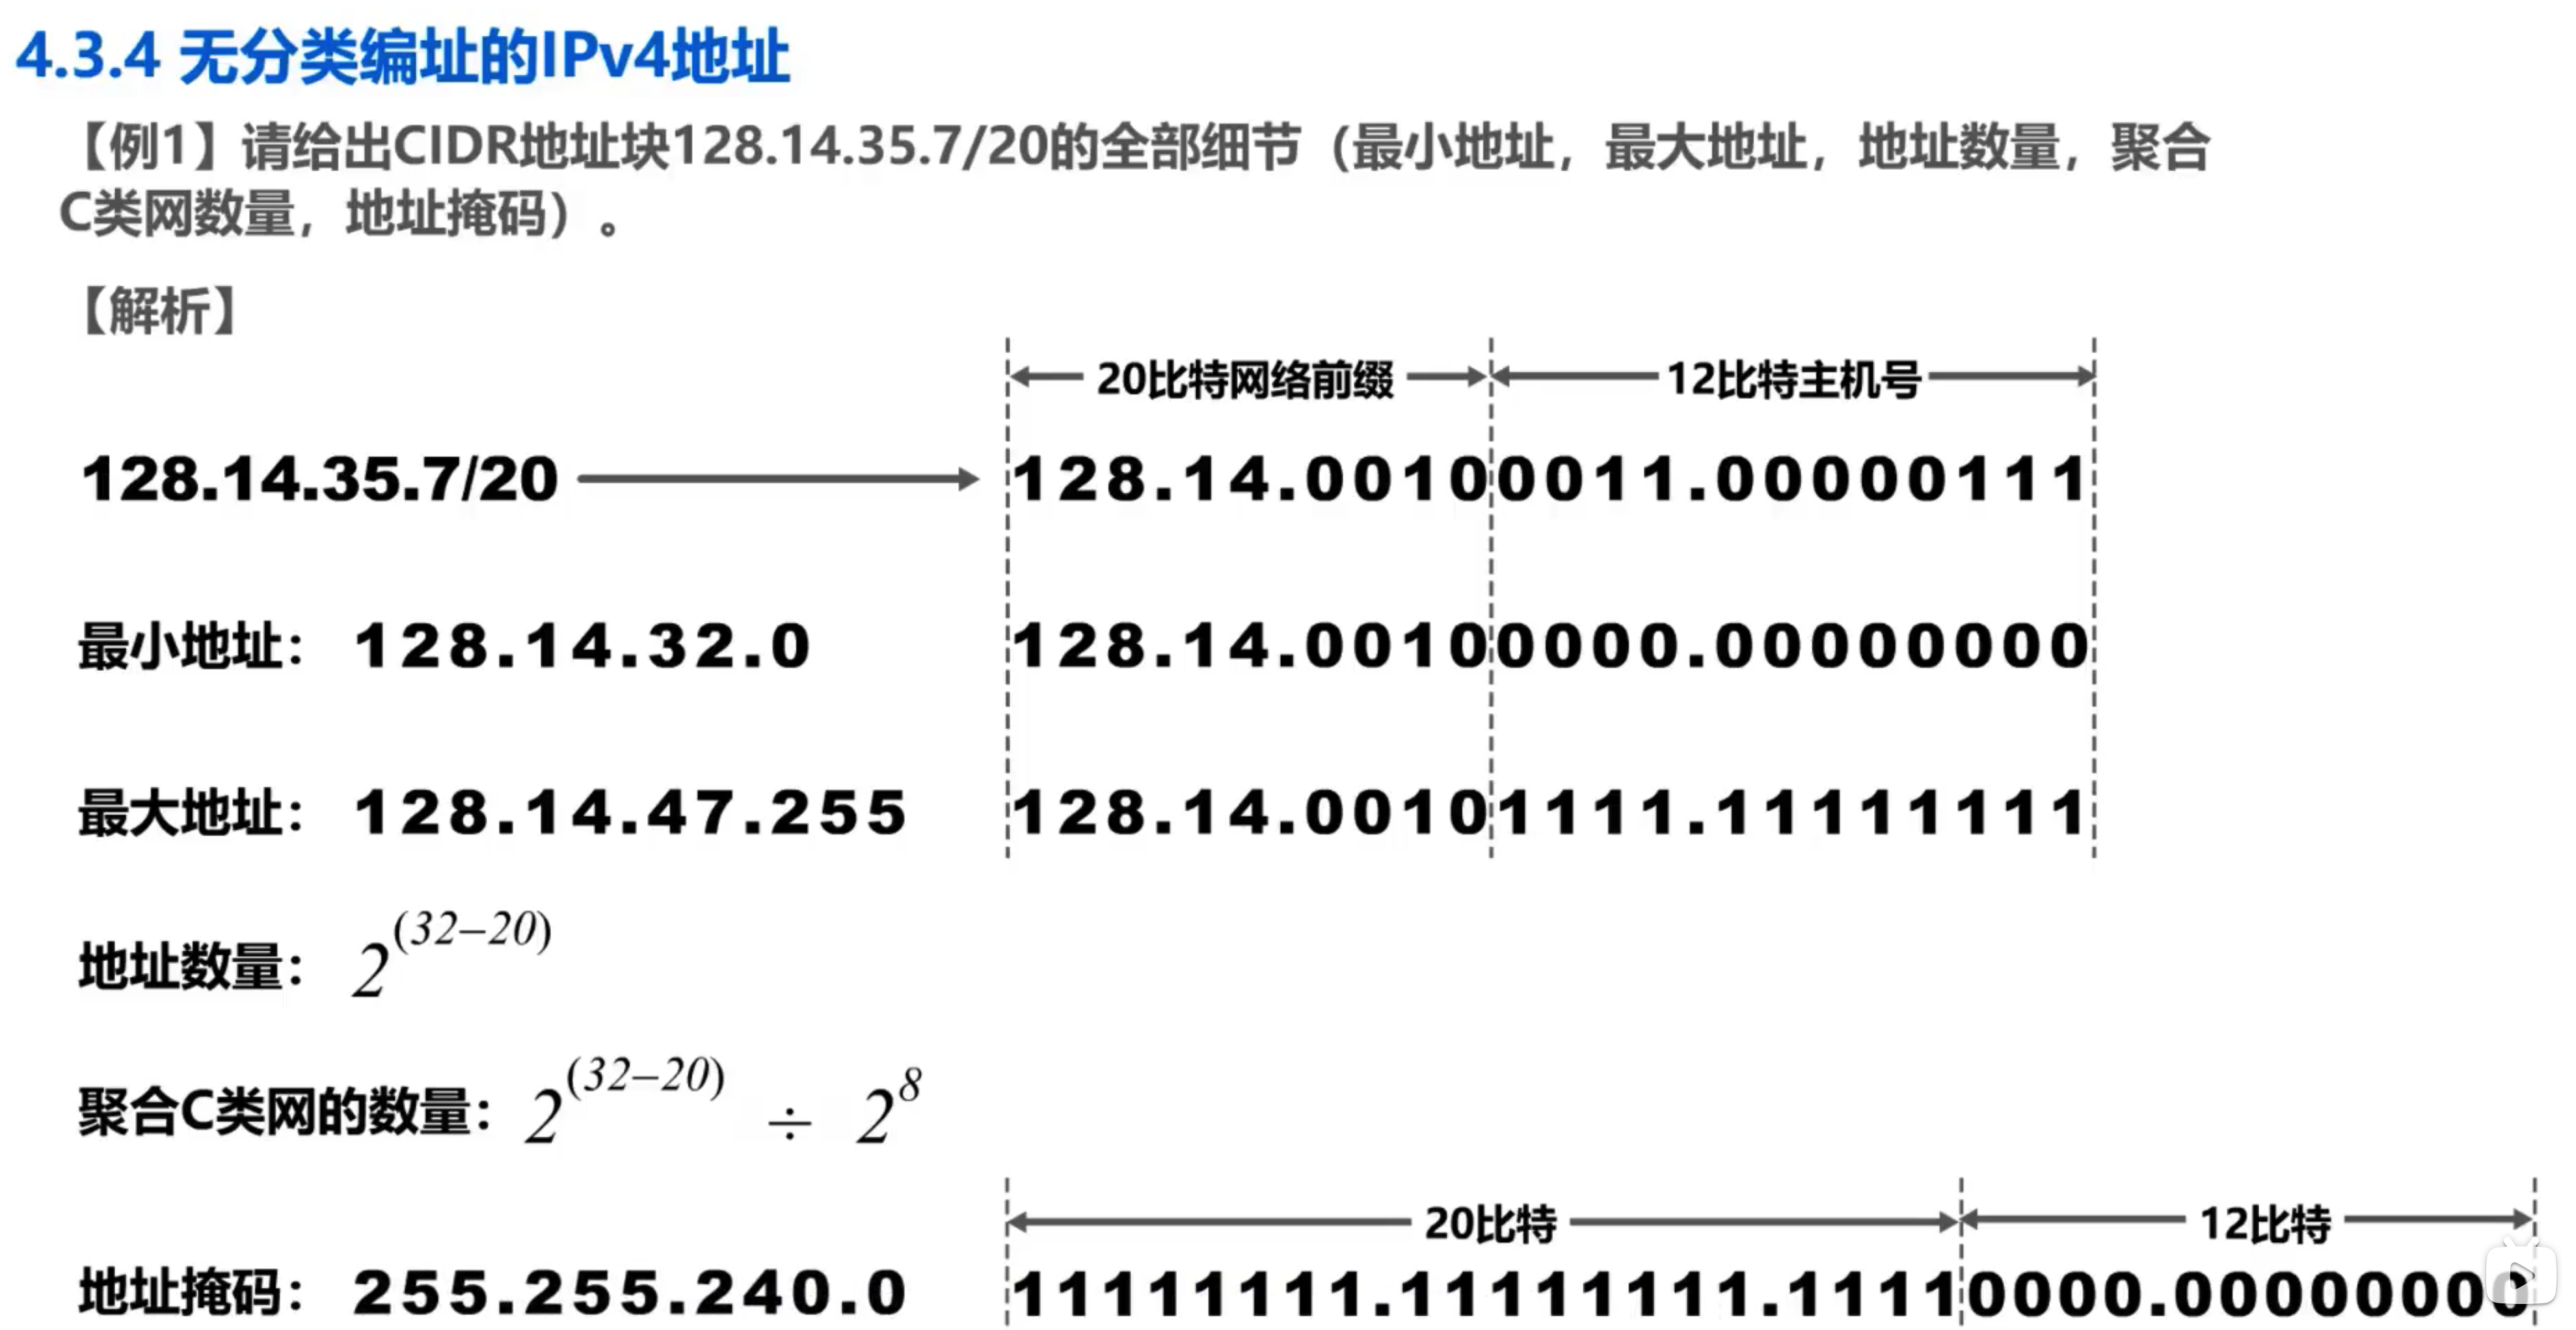 4.3.4 无分类编址的IPv4地址
【例1】请给出CIDR地址块128.14.35.7/20的全部细节（最小地址，最大地址，地址数量，聚合
C类网数量，地址掩码）。
【解析】
20比特网络前缀 12比特主机号
128.14.35.7/20 128.14.00100011.00000111
最小地址： 128.14.32.0 128.14.00100000.00000000
最大地址： 128.14.47.255 128.14.00101111.11111111
地址数量： 2^(32–20)
聚合C类网的数量： 2^(32–20) ÷ 2^8
20比特 12比特
地址掩码： 255.255.240.0 11111111.11111111.11110000.00000000